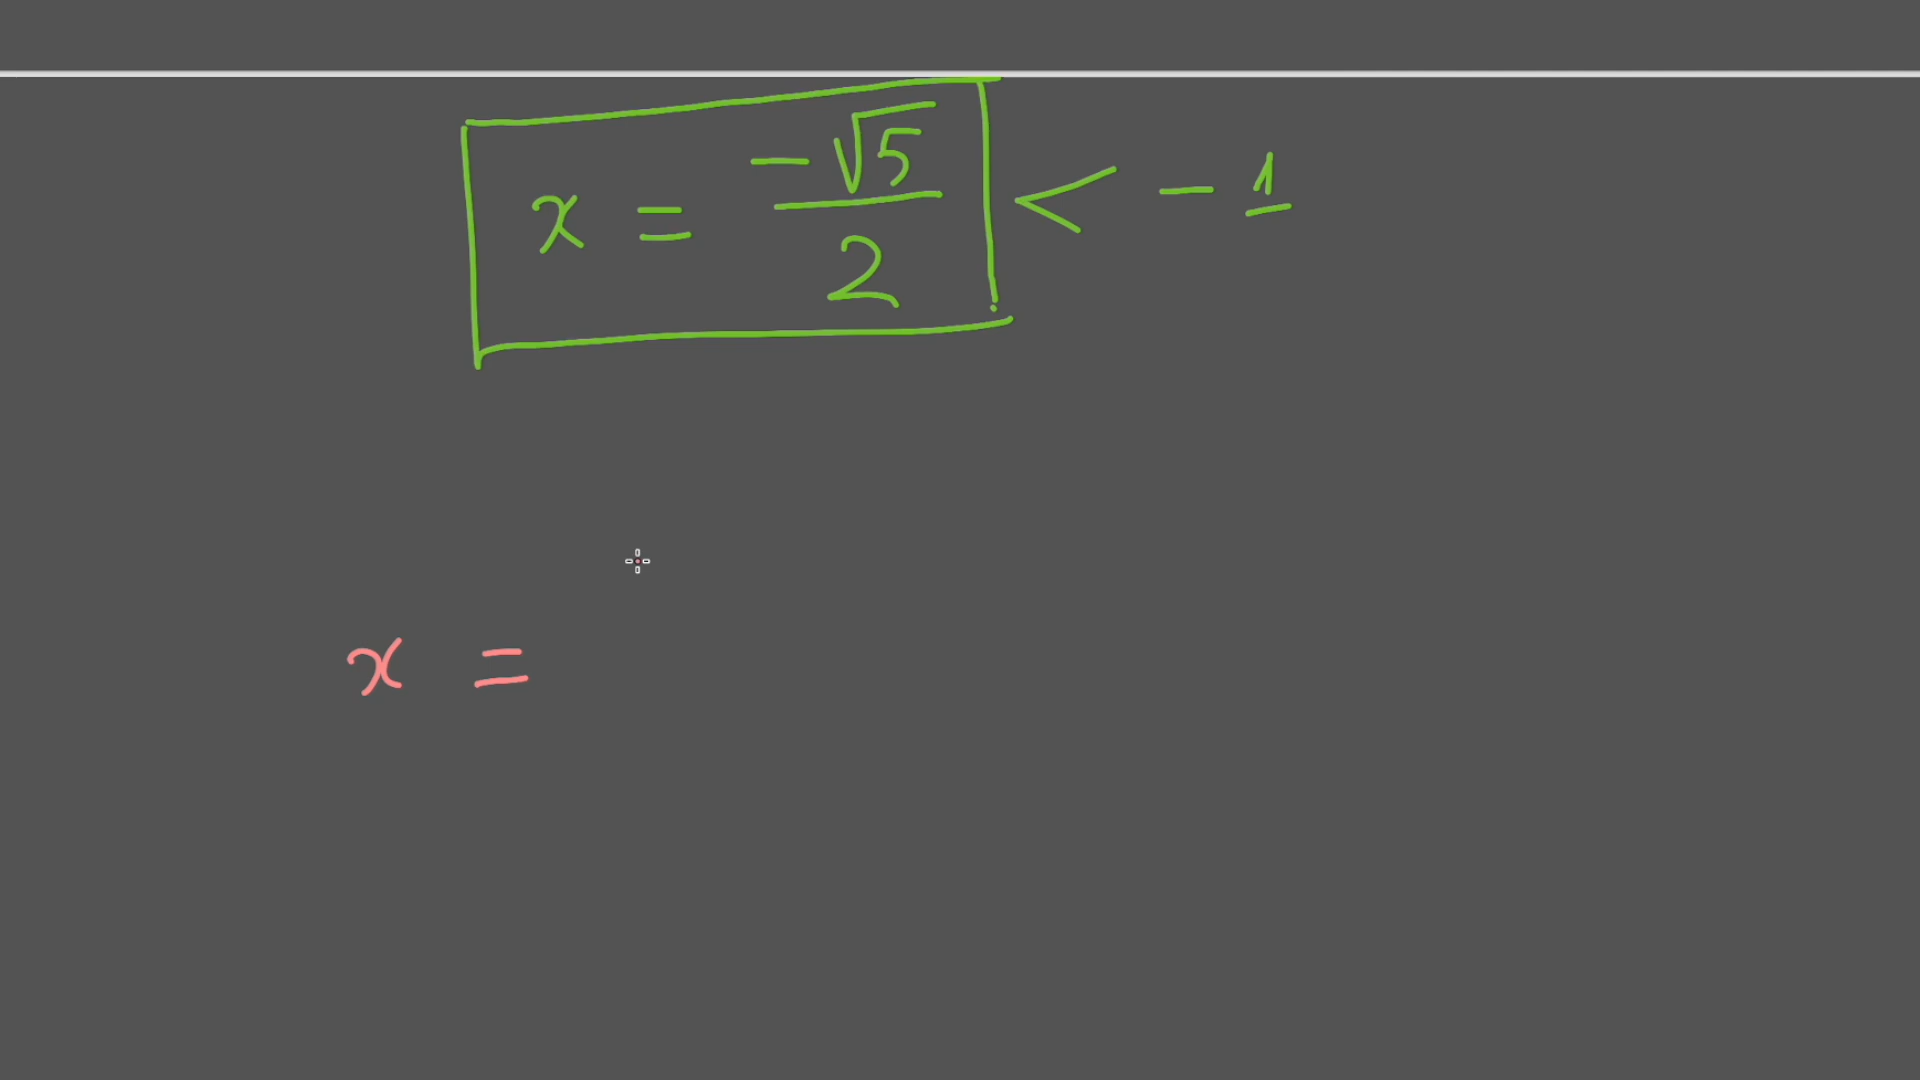 x = -√5/2 < -1
x =